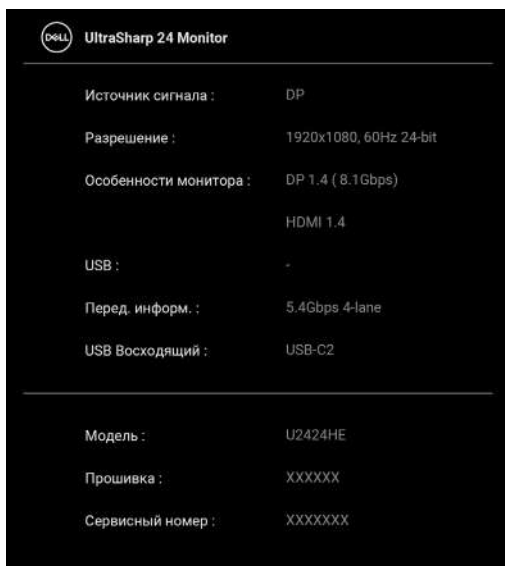 DELL UltraSharp 24 Monitor
Источник сигнала : DP
Разрешение : 1920x1080, 60Hz 24-bit
Особенности монитора : DP 1.4 ( 8.1Gbps)
HDMI 1.4
USB : -
Перед. информ. : 5.4Gbps 4-lane
USB Восходящий : USB-C2
Модель : U2424HE
Прошивка : XXXXXX
Сервисный номер : XXXXXXX